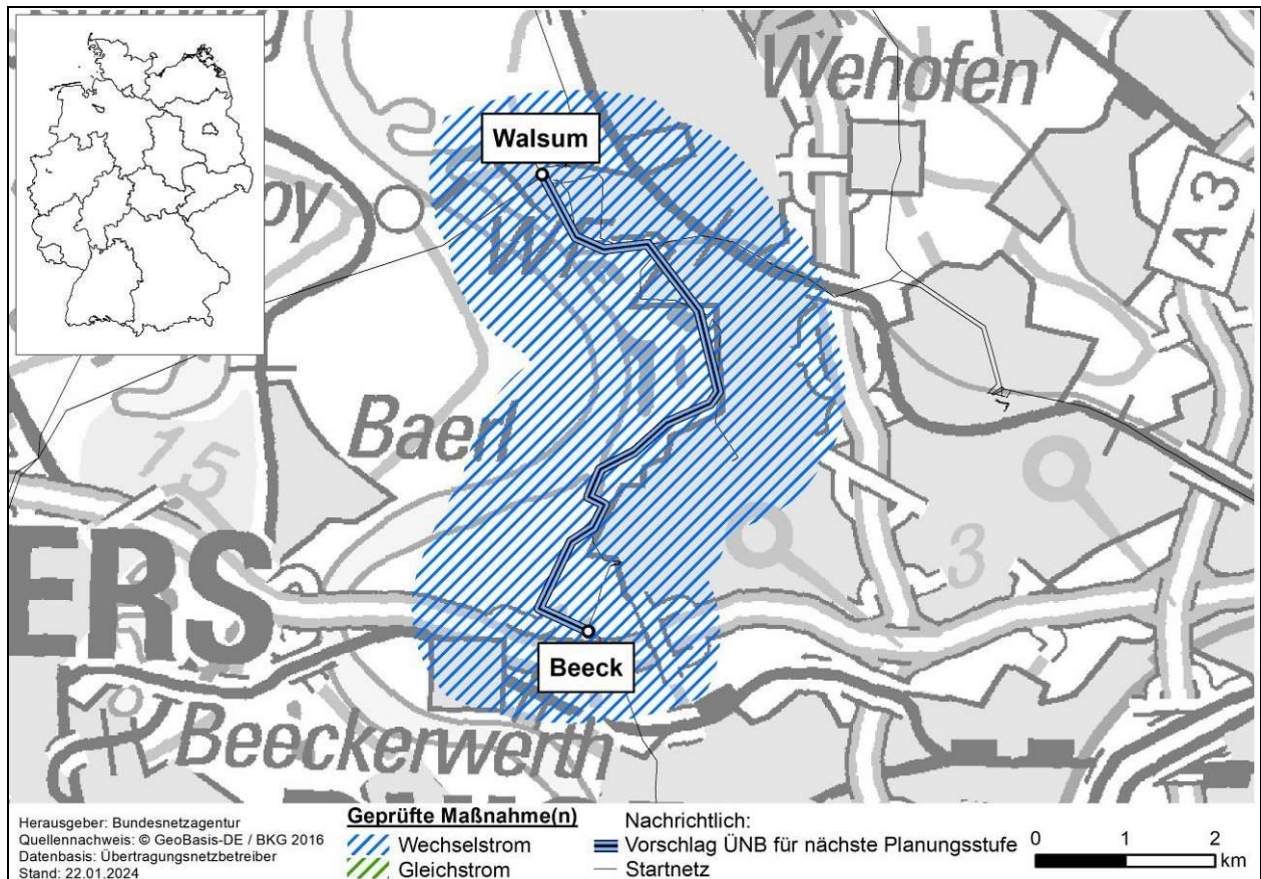 Wehofen
Walsum
A3
Baerl
15
ERS
3
Beeck
Beeckerwerth
Herausgeber: Bundesnetzagentur
Quellennachweis: © GeoBasis-DE / BKG 2016
Datenbasis: Übertragungsnetzbetreiber
Stand: 22.01.2024
Geprüfte Maßnahme(n)
Wechselstrom
Gleichstrom
Nachrichtlich:
Vorschlag ÜNB für nächste Planungsstufe
Startnetz
0 1 2
km